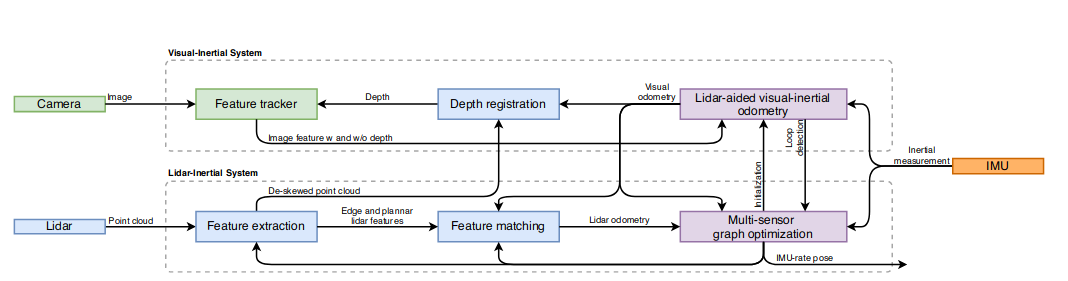 Visual-Inertial System
Camera
Image
Feature tracker
Depth
Depth registration
Visual
odometry
Lidar-aided visual-inertial
odometry
Image feature w and w/o depth
Loop
detection
Initialization
Inertial
measurement
IMU
Lidar-Inertial System
De-skewed point cloud
Lidar
Point cloud
Feature extraction
Edge and plannar
lidar features
Feature matching
Lidar odometry
Multi-sensor
graph optimization
IMU-rate pose